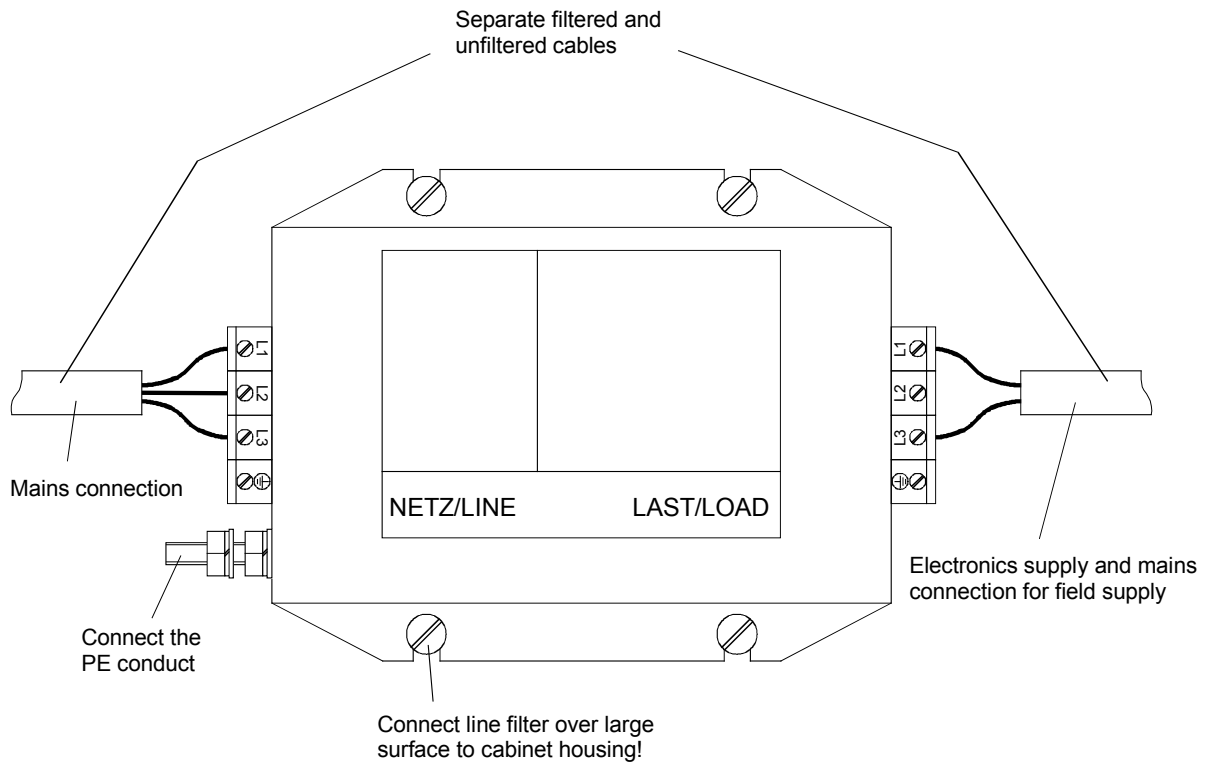 Separate filtered and
unfiltered cables
L1
L2
L3
L1
L2
L3
Mains connection
NETZ/LINE
LAST/LOAD
Electronics supply and mains
connection for field supply
Connect the
PE conduct
Connect line filter over large
surface to cabinet housing!